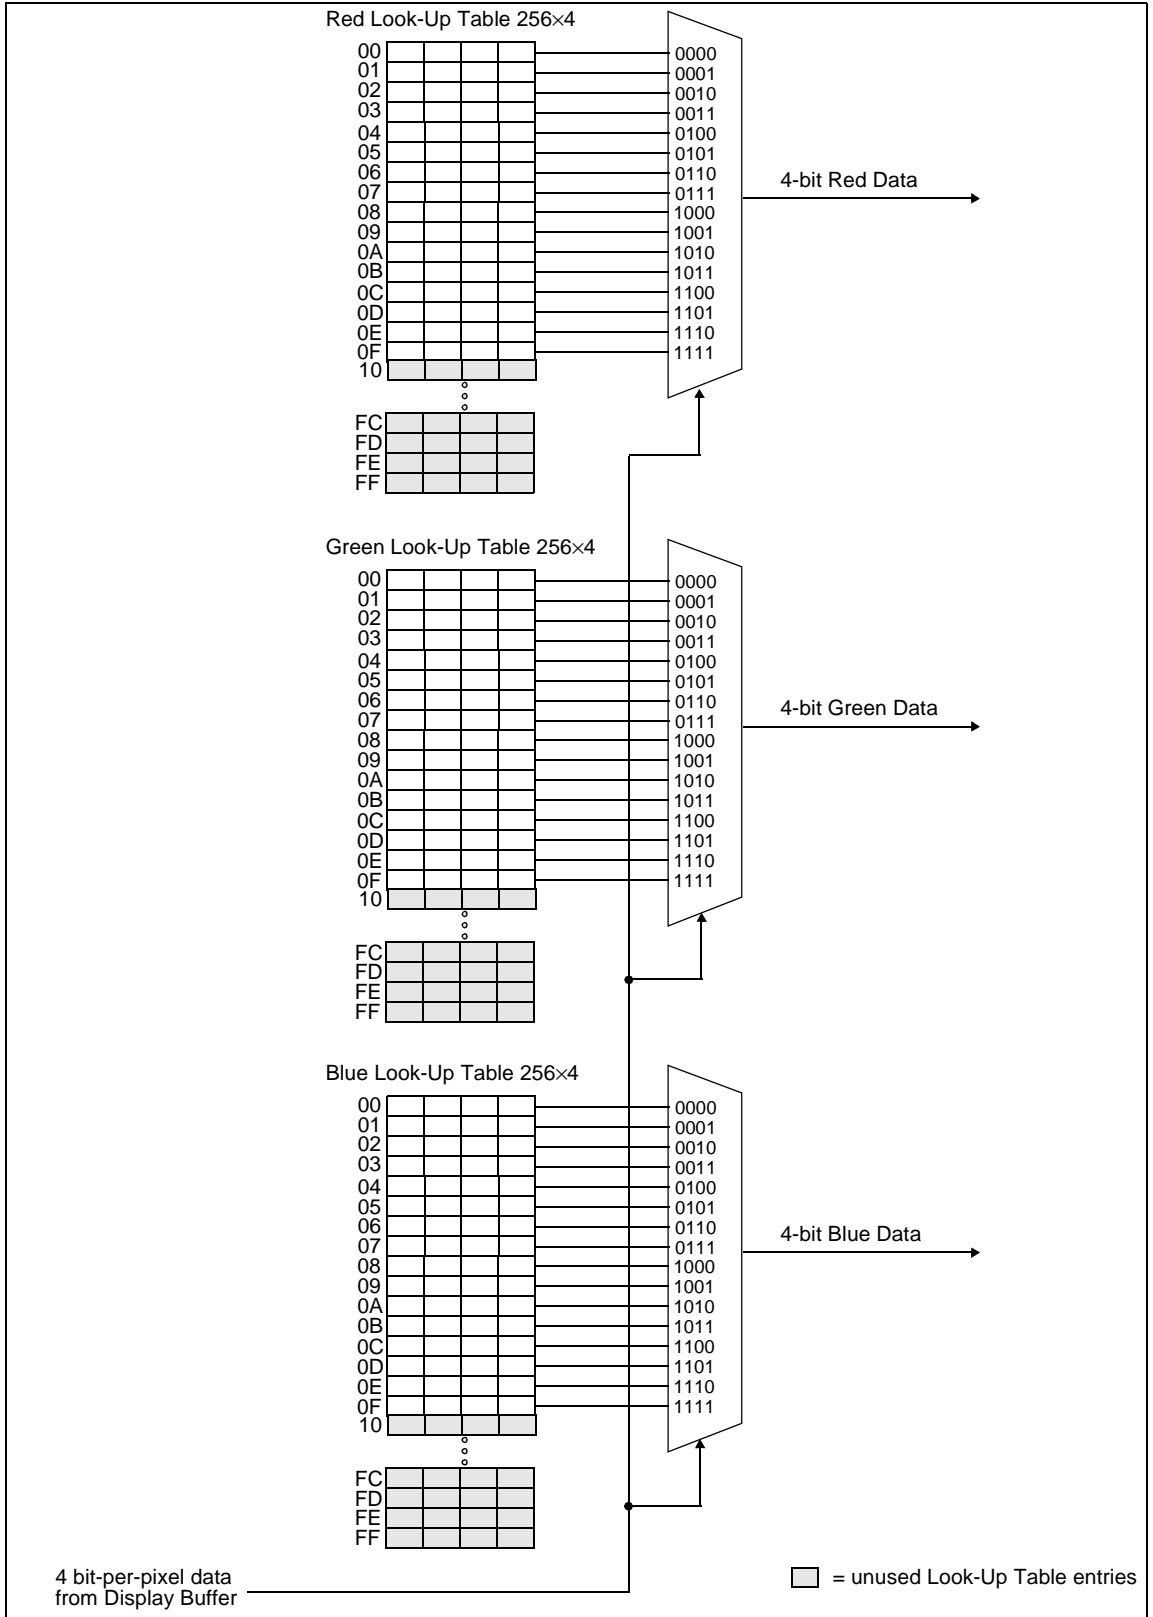 Red Look-Up Table 256×4
00 0000
01 0001
02 0010
03 0011
04 0100
05 0101
06 0110
07 0111
4-bit Red Data
08 1000
09 1001
0A 1010
0B 1011
0C 1100
0D 1101
0E 1110
0F 1111
10
FC
FD
FE
FF
Green Look-Up Table 256×4
00 0000
01 0001
02 0010
03 0011
04 0100
05 0101
06 0110
07 0111
4-bit Green Data
08 1000
09 1001
0A 1010
0B 1011
0C 1100
0D 1101
0E 1110
0F 1111
10
FC
FD
FE
FF
Blue Look-Up Table 256×4
00 0000
01 0001
02 0010
03 0011
04 0100
05 0101
06 0110
07 0111
4-bit Blue Data
08 1000
09 1001
0A 1010
0B 1011
0C 1100
0D 1101
0E 1110
0F 1111
10
FC
FD
FE
FF
4 bit-per-pixel data
from Display Buffer
= unused Look-Up Table entries